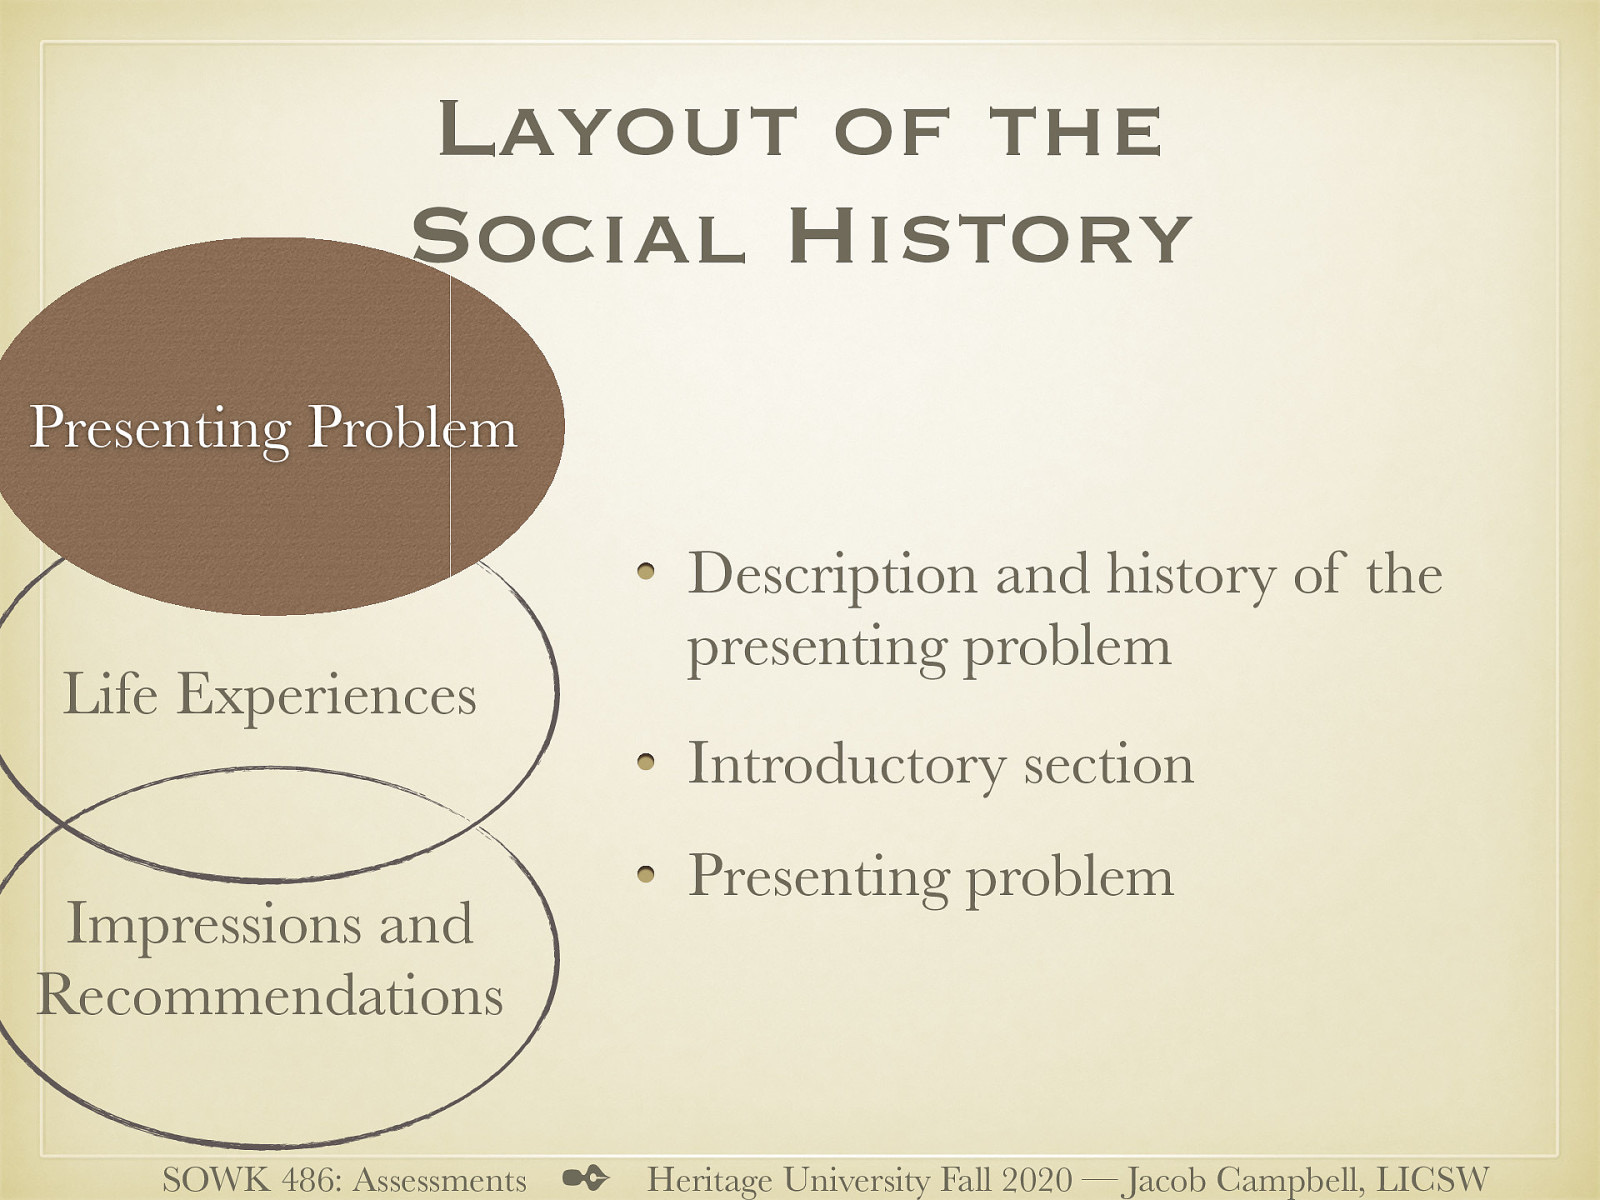 Layout of the
Social History
Presenting Problem
Life Experiences
Impressions and
Recommendations
• Description and history of the
presenting problem
• Introductory section
• Presenting problem
SOWK 486: Assessments ✒ Heritage University Fall 2020 — Jacob Campbell, LICSW